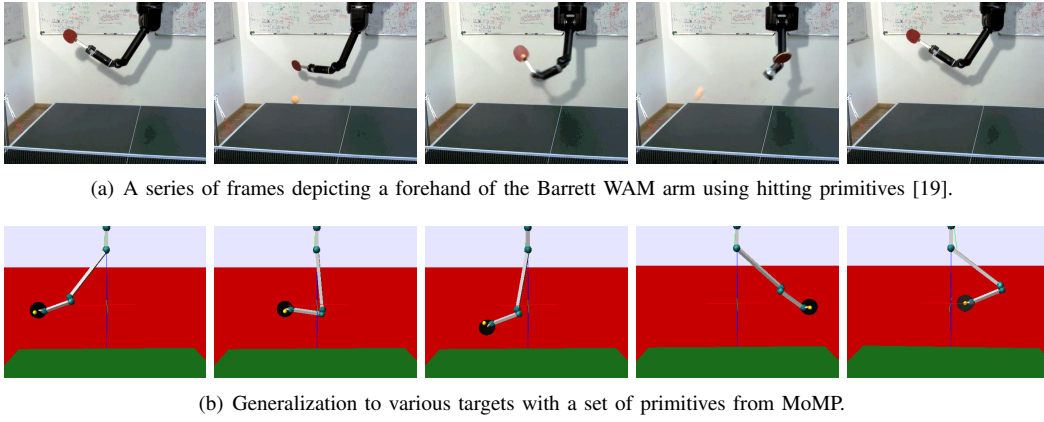 (a) A series of frames depicting a forehand of the Barrett WAM arm using hitting primitives [19].
(b) Generalization to various targets with a set of primitives from MoMP.